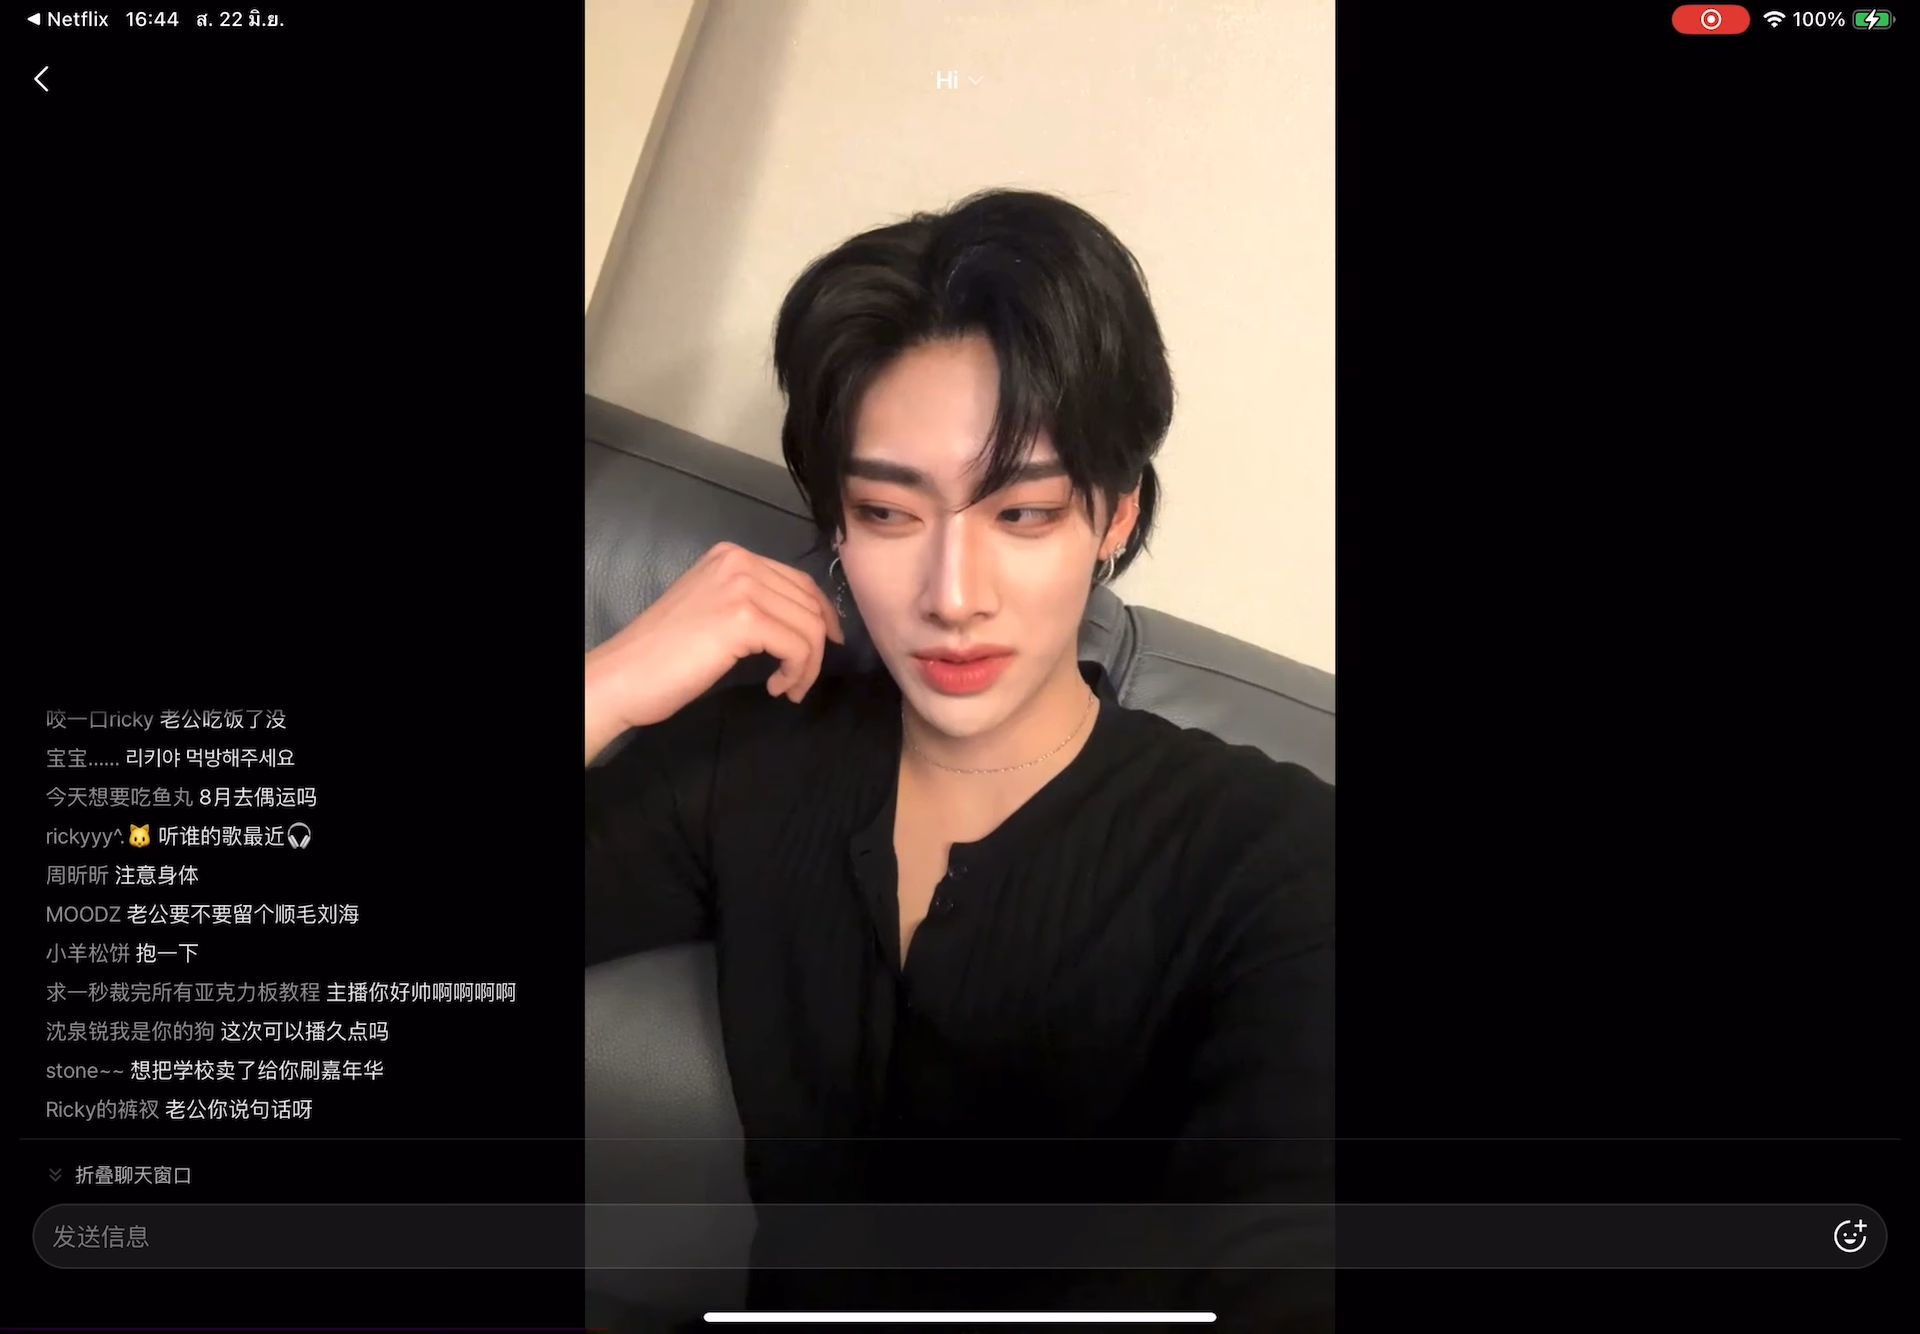 ◀ Netflix 16:44 ส. 22 มิ.ย. 100%
Hi
咬一口ricky 老公吃饭了没
宝宝...... 리키야 먹방해주세요
今天想要吃鱼丸 8月去偶运吗
rickyyy^.🐱 听谁的歌最近🎧
周昕昕 注意身体
MOODZ 老公要不要留个顺毛刘海
小羊松饼 抱一下
求一秒裁完所有亚克力板教程 主播你好帅啊啊啊啊
沈泉锐我是你的狗 这次可以播久点吗
stone~~ 想把学校卖了给你刷嘉年华
Ricky的裤衩 老公你说句话呀
折叠聊天窗口
发送信息